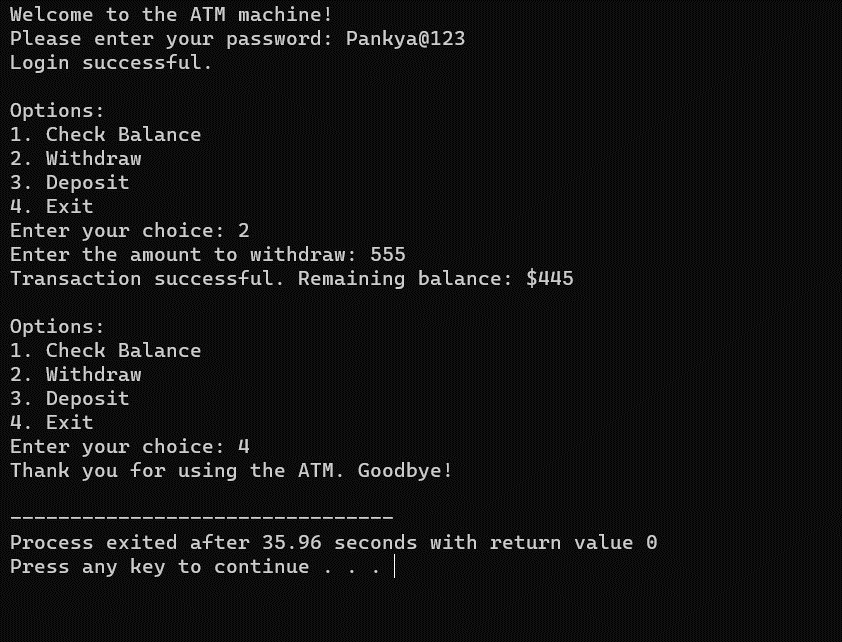 Welcome to the ATM machine!
Please enter your password: Pankya@123
Login successful.
Options:
1. Check Balance
2. Withdraw
3. Deposit
4. Exit
Enter your choice: 2
Enter the amount to withdraw: 555
Transaction successful. Remaining balance: $445
Options:
1. Check Balance
2. Withdraw
3. Deposit
4. Exit
Enter your choice: 4
Thank you for using the ATM. Goodbye!
--------------------------------
Process exited after 35.96 seconds with return value 0
Press any key to continue . . .